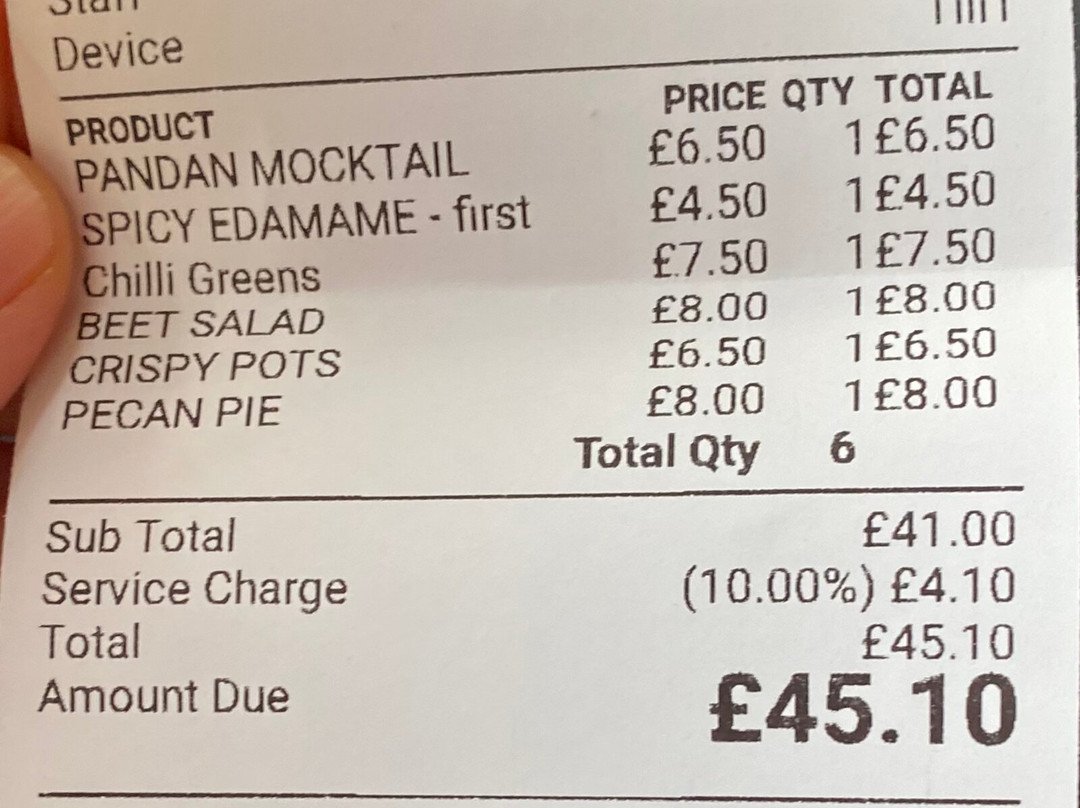 Staff
Device
PRODUCT PRICE QTY TOTAL
PANDAN MOCKTAIL £6.50 1 £6.50
SPICY EDAMAME - first £4.50 1 £4.50
Chilli Greens £7.50 1 £7.50
BEET SALAD £8.00 1 £8.00
CRISPY POTS £6.50 1 £6.50
PECAN PIE £8.00 1 £8.00
Total Qty 6
Sub Total £41.00
Service Charge (10.00%) £4.10
Total £45.10
Amount Due £45.10